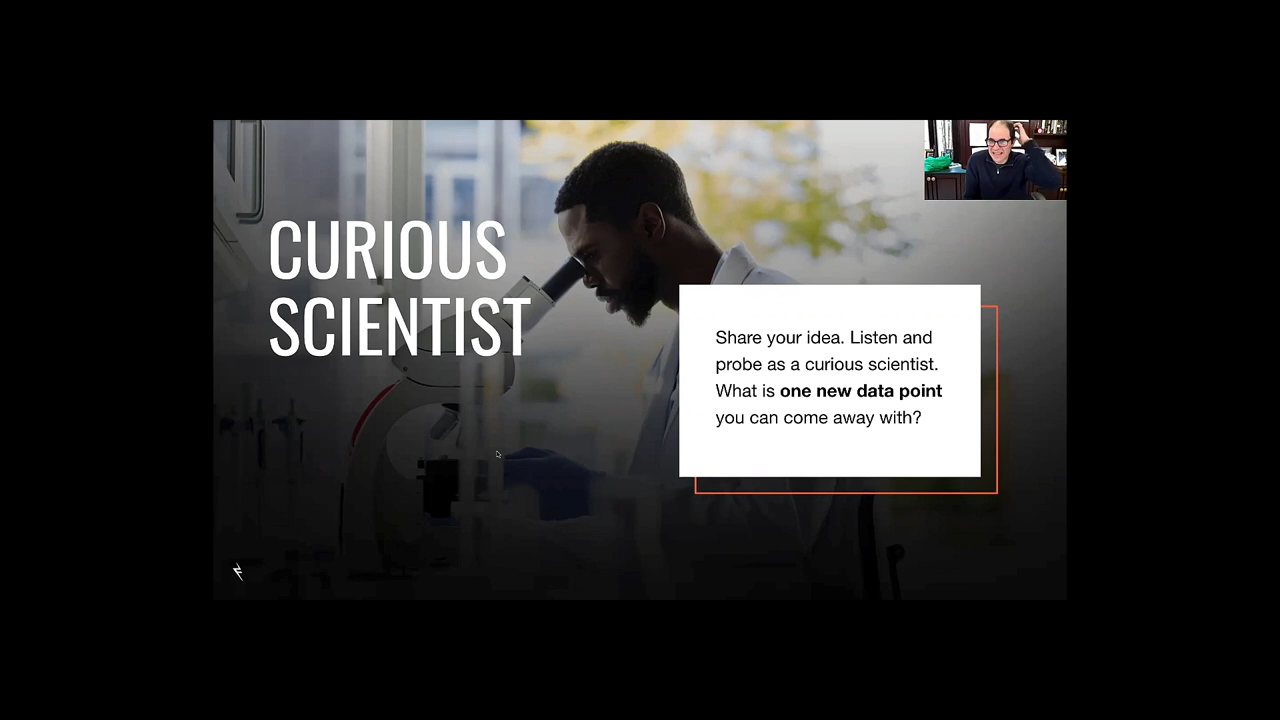 CURIOUS
SCIENTIST
Share your idea. Listen and
probe as a curious scientist.
What is one new data point
you can come away with?